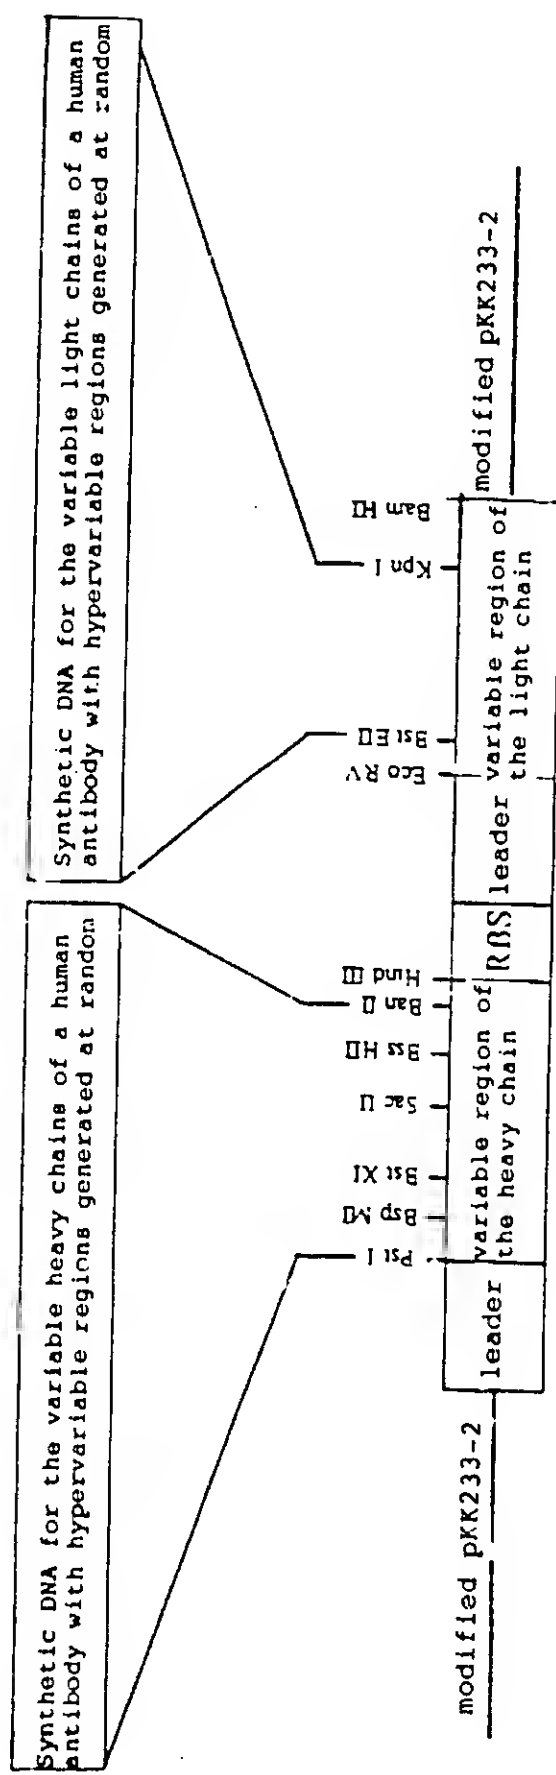 Synthetic DNA for the variable heavy chains of a human
antibody with hypervariable regions generated at random
Synthetic DNA for the variable light chains of a human
antibody with hypervariable regions generated at random
Pst I
Bsp MII
Bst XI
Sac II
Bss HII
Ban II
Hind III
Eco RV
Bst EII
Kpn I
Bam HI
modified pKK233-2
leader
variable region of
the heavy chain
RBS
leader
variable region of
the light chain
modified pKK233-2